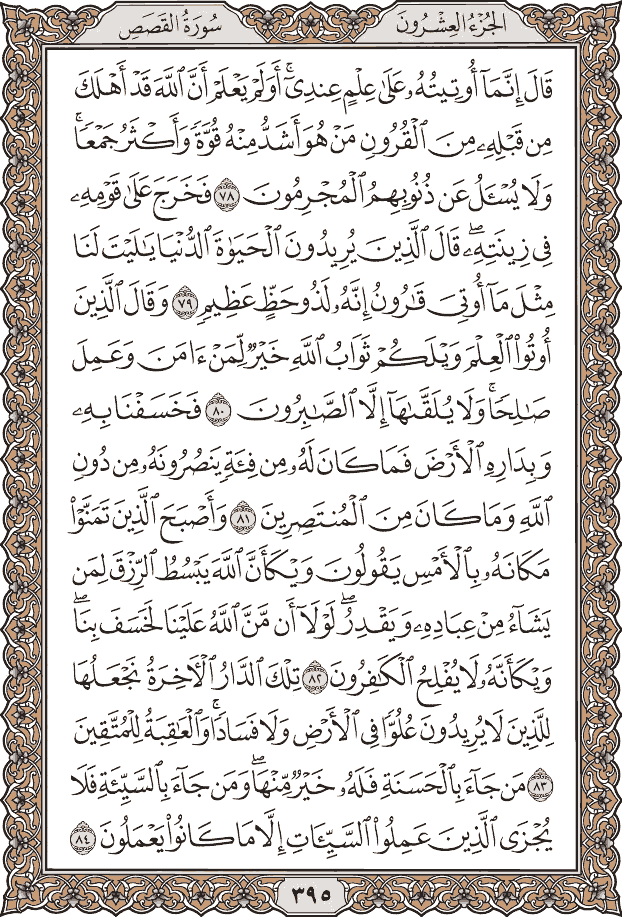 سُورَةُ القَصَصِ
الجُزْءُ العِشْرُونَ
قَالَ إِنَّمَآ أُوتِيتُهُۥ عَلَىٰ عِلْمٍ عِندِىٓۚ أَوَلَمْ يَعْلَمْ أَنَّ ٱللَّهَ قَدْ أَهْلَكَ
مِن قَبْلِهِۦ مِنَ ٱلْقُرُونِ مَنْ هُوَ أَشَدُّ مِنْهُ قُوَّةً وَأَكْثَرُ جَمْعًاۚ
وَلَا يُسْـَٔلُ عَن ذُنُوبِهِمُ ٱلْمُجْرِمُونَ ٧٨ فَخَرَجَ عَلَىٰ قَوْمِهِۦ
فِى زِينَتِهِۦۖ قَالَ ٱلَّذِينَ يُرِيدُونَ ٱلْحَيَوٰةَ ٱلدُّنْيَا يَٰلَيْتَ لَنَا
مِثْلَ مَآ أُوتِىَ قَٰرُونُ إِنَّهُۥ لَذُو حَظٍّ عَظِيمٍ ٧٩ وَقَالَ ٱلَّذِينَ
أُوتُوا۟ ٱلْعِلْمَ وَيْلَكُمْ ثَوَابُ ٱللَّهِ خَيْرٌ لِّمَنْ ءَامَنَ وَعَمِلَ
صَٰلِحًاۚ وَلَا يُلَقَّىٰهَآ إِلَّا ٱلصَّٰبِرُونَ ٨٠ فَخَسَفْنَا بِهِۦ
وَبِدَارِهِ ٱلْأَرْضَ فَمَا كَانَ لَهُۥ مِن فِئَةٍ يَنصُرُونَهُۥ مِن دُونِ
ٱللَّهِ وَمَا كَانَ مِنَ ٱلْمُنتَصِرِينَ ٨١ وَأَصْبَحَ ٱلَّذِينَ تَمَنَّوْا۟
مَكَانَهُۥ بِٱلْأَمْسِ يَقُولُونَ وَيْكَأَنَّ ٱللَّهَ يَبْسُطُ ٱلرِّزْقَ لِمَن
يَشَآءُ مِنْ عِبَادِهِۦ وَيَقْدِرُۖ لَوْلَآ أَن مَّنَّ ٱللَّهُ عَلَيْنَا لَخَسَفَ بِنَاۖ
وَيْكَأَنَّهُۥ لَا يُفْلِحُ ٱلْكَٰفِرُونَ ٨٢ تِلْكَ ٱلدَّارُ ٱلْـَٔاخِرَةُ نَجْعَلُهَا
لِلَّذِينَ لَا يُرِيدُونَ عُلُوًّا فِى ٱلْأَرْضِ وَلَا فَسَادًاۚ وَٱلْعَٰقِبَةُ لِلْمُتَّقِينَ
٨٣ مَن جَآءَ بِٱلْحَسَنَةِ فَلَهُۥ خَيْرٌ مِّنْهَاۖ وَمَن جَآءَ بِٱلسَّيِّئَةِ فَلَا
يُجْزَى ٱلَّذِينَ عَمِلُوا۟ ٱلسَّيِّـَٔاتِ إِلَّا مَا كَانُوا۟ يَعْمَلُونَ ٨٤
٣٩٥